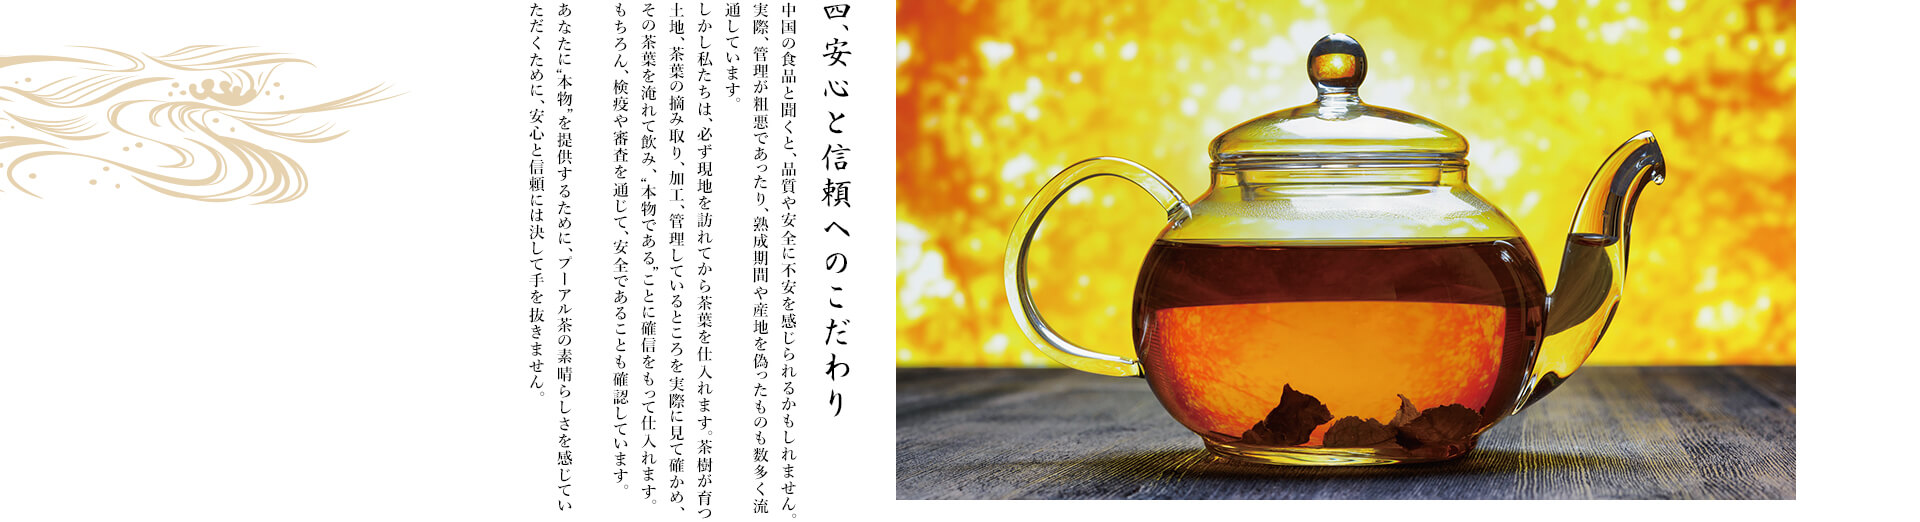 四、安心と信頼へのこだわり
中国の食品と聞くと、品質や安全に不安を感じられるかもしれません。
実際、管理が粗悪であったり、熟成期間や産地を偽ったものも数多く流
通しています。
しかし私たちは、必ず現地を訪れてから茶葉を仕入れます。茶樹が育つ
土地、茶葉の摘み取り、加工、管理しているところを実際に見て確かめ、
その茶葉を淹れて飲み、“本物である”ことに確信をもって仕入れます。
もちろん、検疫や審査を通じて、安全であることも確認しています。
あなたに“本物”を提供するために、プーアル茶の素晴らしさを感じてい
ただくために、安心と信頼には決して手を抜きません。